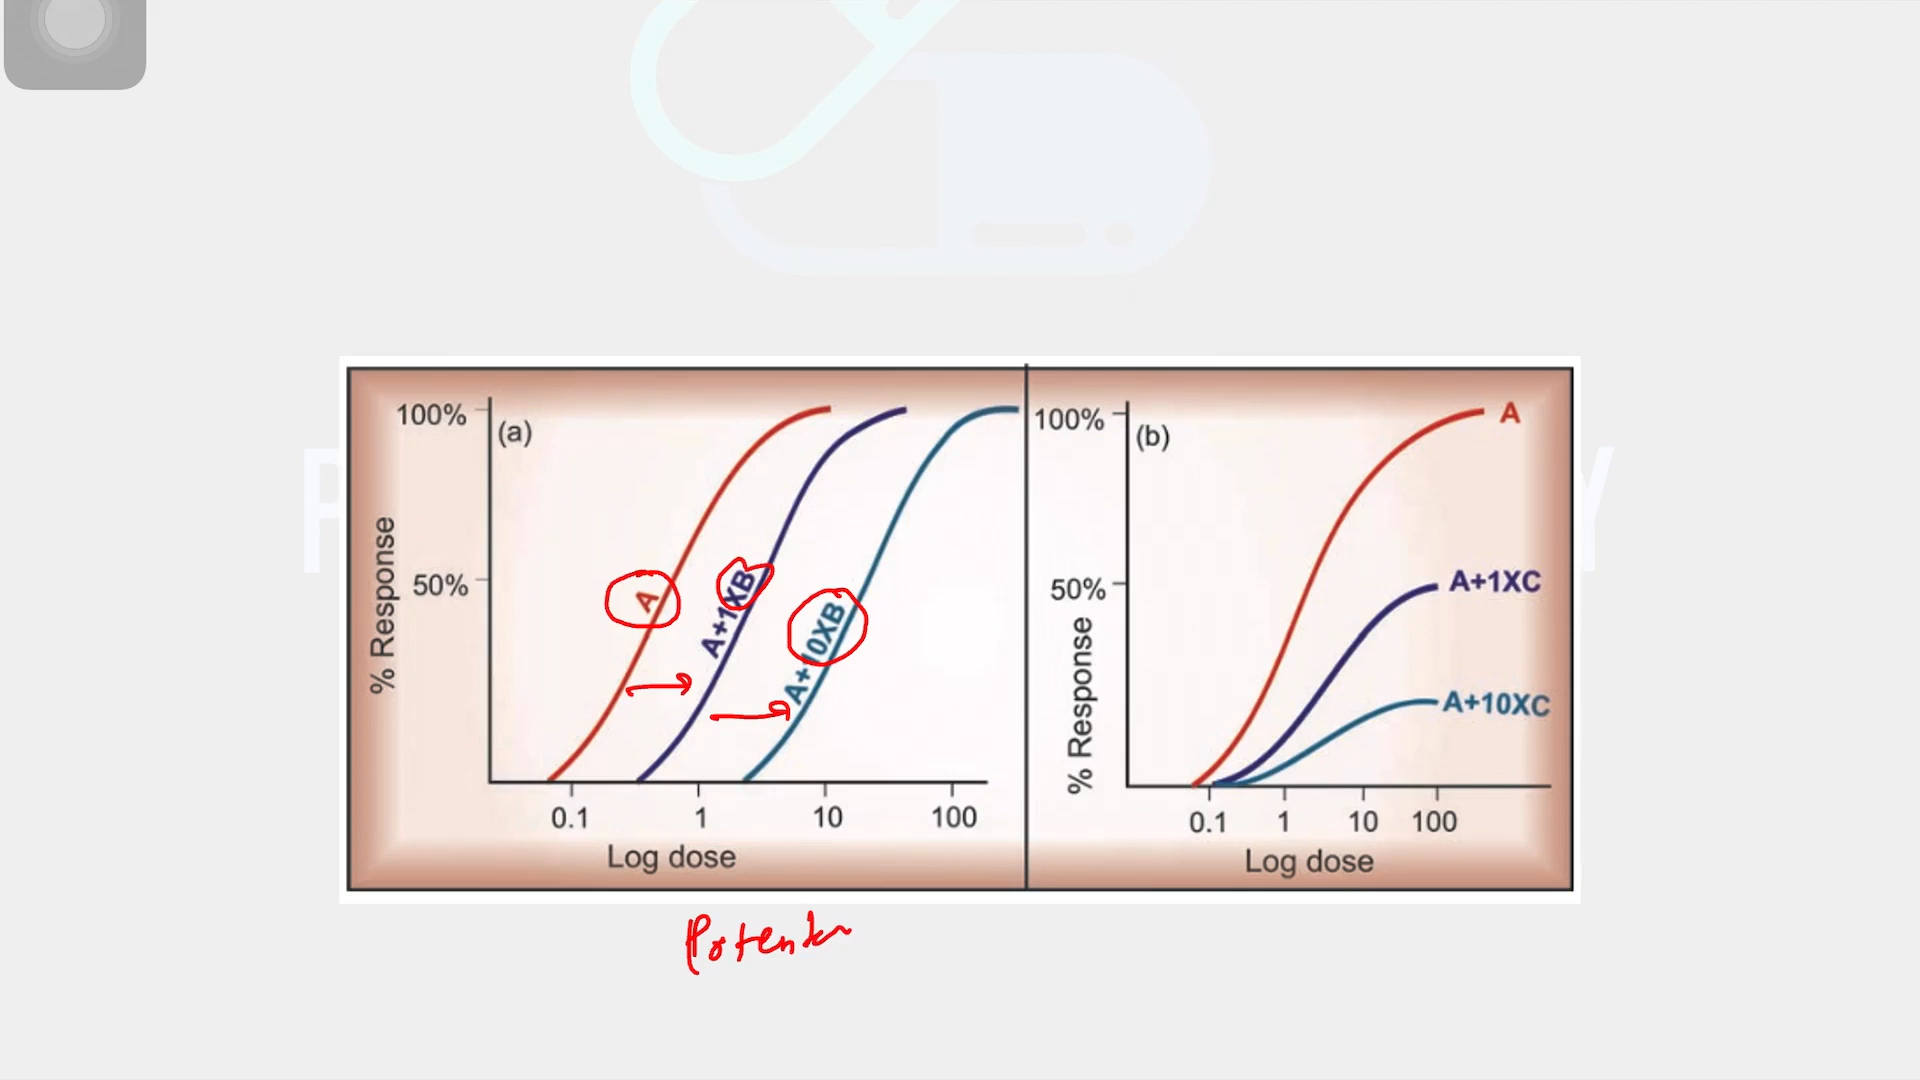 100%
(a)
50%
% Response
A
A+1XB
A+10XB
0.1 1 10 100
Log dose
100%
(b)
50%
% Response
A
A+1XC
A+10XC
0.1 1 10 100
Log dose